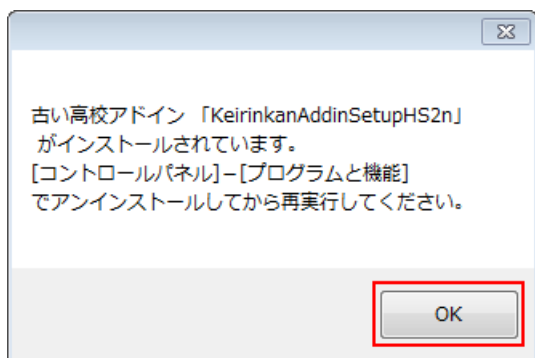 古い高校アドイン 「KeirinkanAddinSetupHS2n」
がインストールされています。
[コントロールパネル]－[プログラムと機能]
でアンインストールしてから再実行してください。
OK